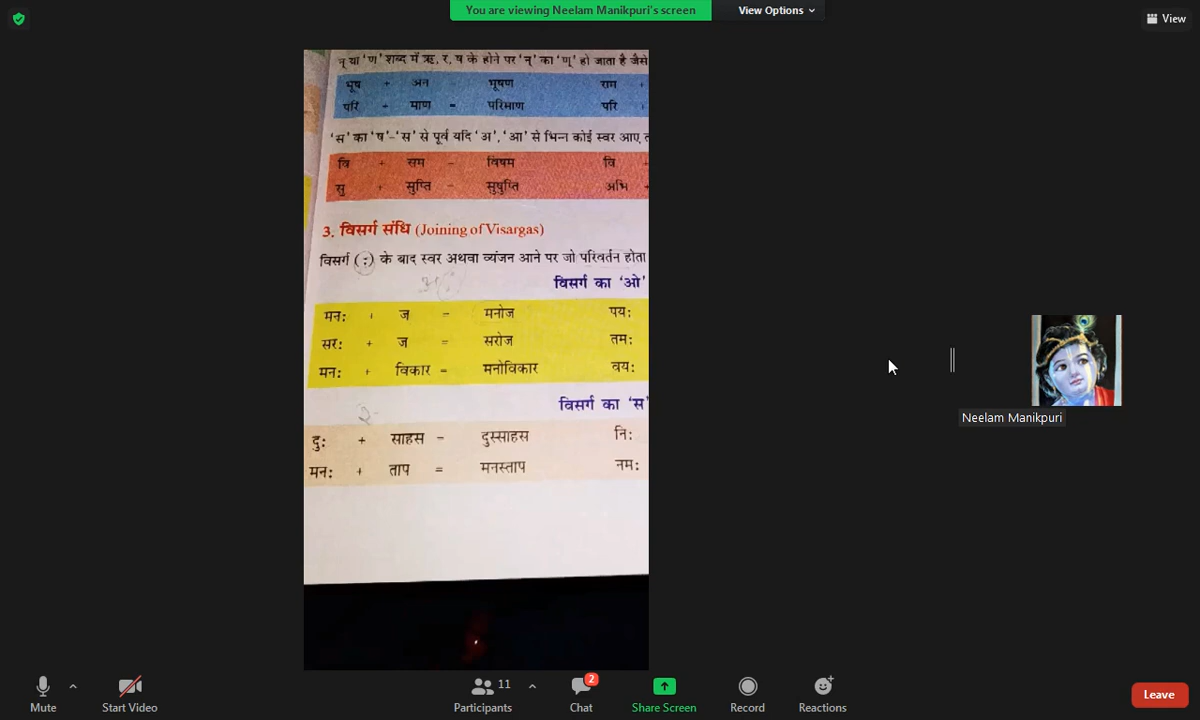 You are viewing Neelam Manikpuri's screen View Options
View
न् या 'ण' शब्द में ऋ, र, ष के होने पर 'न्' का 'ण्' हो जाता है जैसे
भूष + अन - भूषण राम +
परि + माण = परिमाण परि +
'स' का 'ष'-'स' से पूर्व यदि 'अ', 'आ' से भिन्न कोई स्वर आए
वि + सम - विषम वि +
सु + सुप्ति - सुषुप्ति अभि +
3. विसर्ग संधि (Joining of Visargas)
विसर्ग (:) के बाद स्वर अथवा व्यंजन आने पर जो परिवर्तन होता
विसर्ग का 'ओ'
मन: + ज = मनोज पय:
सर: + ज = सरोज तम:
मन: + विकार = मनोविकार वय:
विसर्ग का 'स'
दु: + साहस = दुस्साहस नि:
मन: + ताप = मनस्ताप नम:
Neelam Manikpuri
Mute Start Video Participants 11 Chat 2 Share Screen Record Reactions Leave